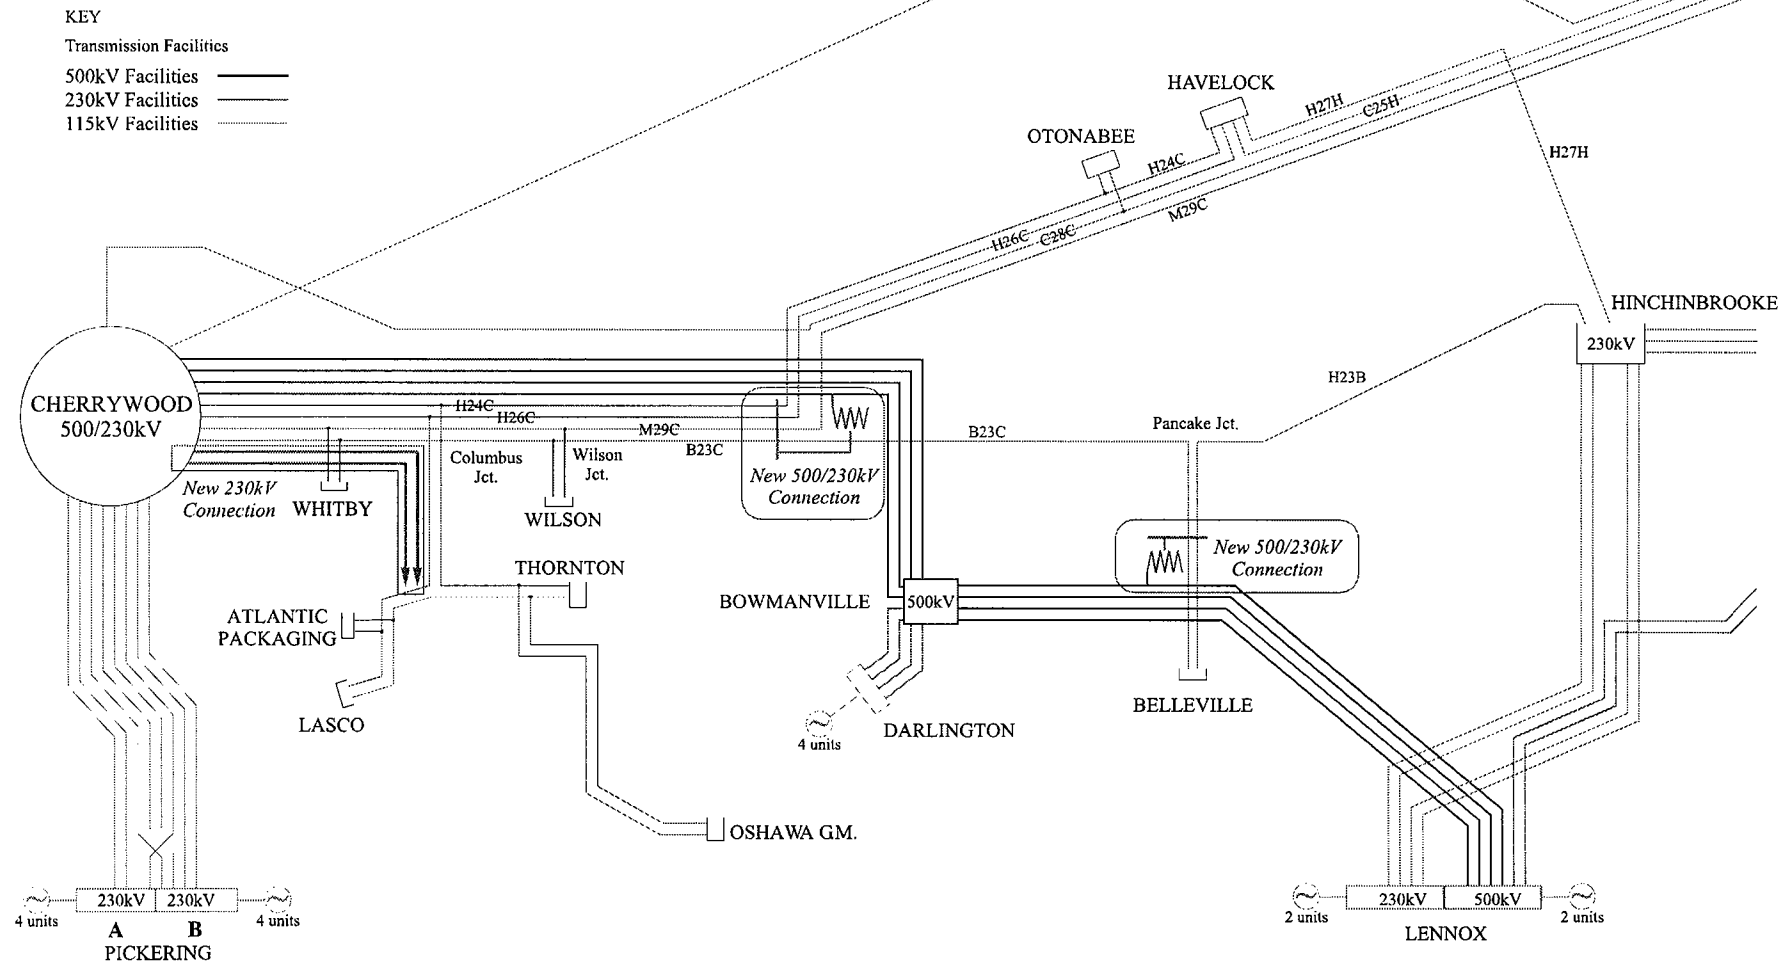 KEY
Transmission Facilities
500kV Facilities
230kV Facilities
115kV Facilities
HAVELOCK
OTONABEE
H27H
C25H
H24C
H27H
M29C
H26C
C28C
HINCHINBROOKE
230kV
H23B
CHERRYWOOD
500/230kV
H24C
H26C
M29C
B23C
B23C
Pancake Jct.
Columbus
Jct.
Wilson
Jct.
New 500/230kV
Connection
New 230kV
Connection
WHITBY
WILSON
New 500/230kV
Connection
THORNTON
BOWMANVILLE
500kV
ATLANTIC
PACKAGING
LASCO
DARLINGTON
4 units
BELLEVILLE
OSHAWA G.M.
230kV
230kV
4 units
4 units
A
B
PICKERING
230kV
500kV
2 units
2 units
LENNOX